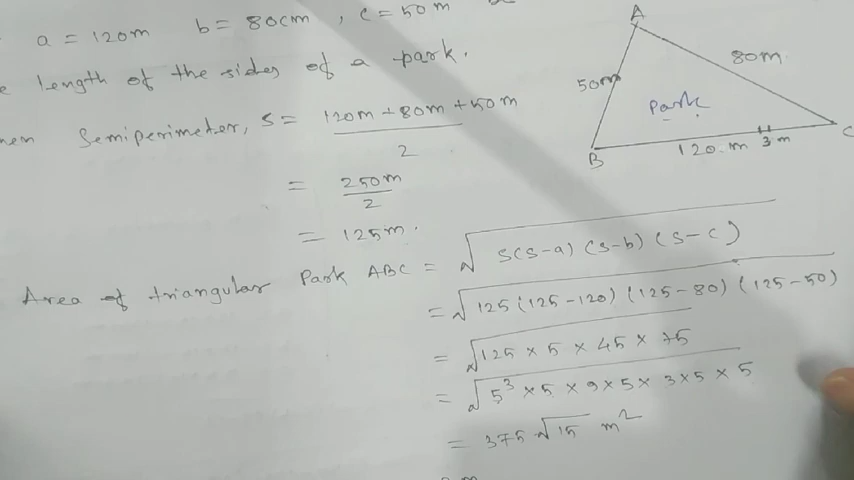 a = 120m b = 80cm, c = 50m
length of the sides of a park.
Semiperimeter, S = 120m + 80m + 50m
2
= 250m
2
= 125m.
Area of triangular Park ABC = √S(S-a) (S-b) (S-c)
= √125 (125-120) (125-80) (125-50)
= √125 × 5 × 45 × 75
= √5³ × 5 × 9 × 5 × 3 × 5 × 5
= 375√15 m²
A
50m
80m
Park
B
120 m
3 m
C